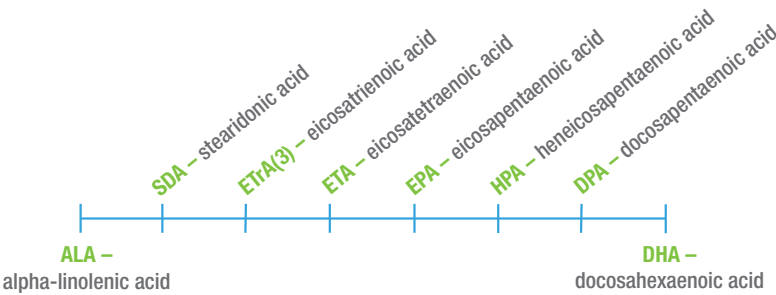 SDA – stearidonic acid
ETrA(3) – eicosatrienoic acid
ETA – eicosatetraenoic acid
EPA – eicosapentaenoic acid
HPA – heneicosapentaenoic acid
DPA – docosapentaenoic acid
ALA –
alpha-linolenic acid
DHA –
docosahexaenoic acid